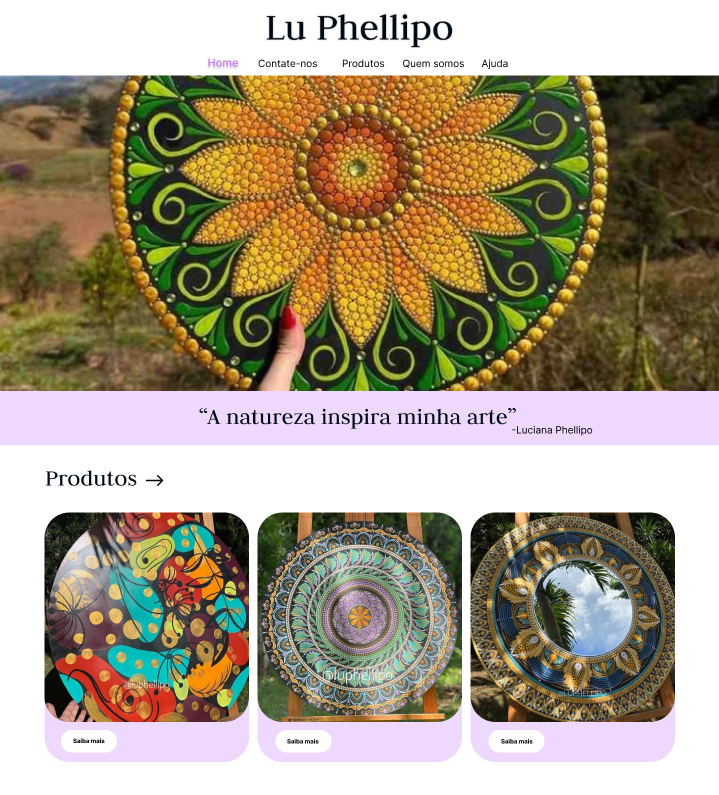 Lu Phellipo
Home Contate-nos Produtos Quem somos Ajuda
“A natureza inspira minha arte”
-Luciana Phellipo
Produtos →
@luphellipo
@luphellipo
@LUPHELLIPO
Saiba mais
Saiba mais
Saiba mais